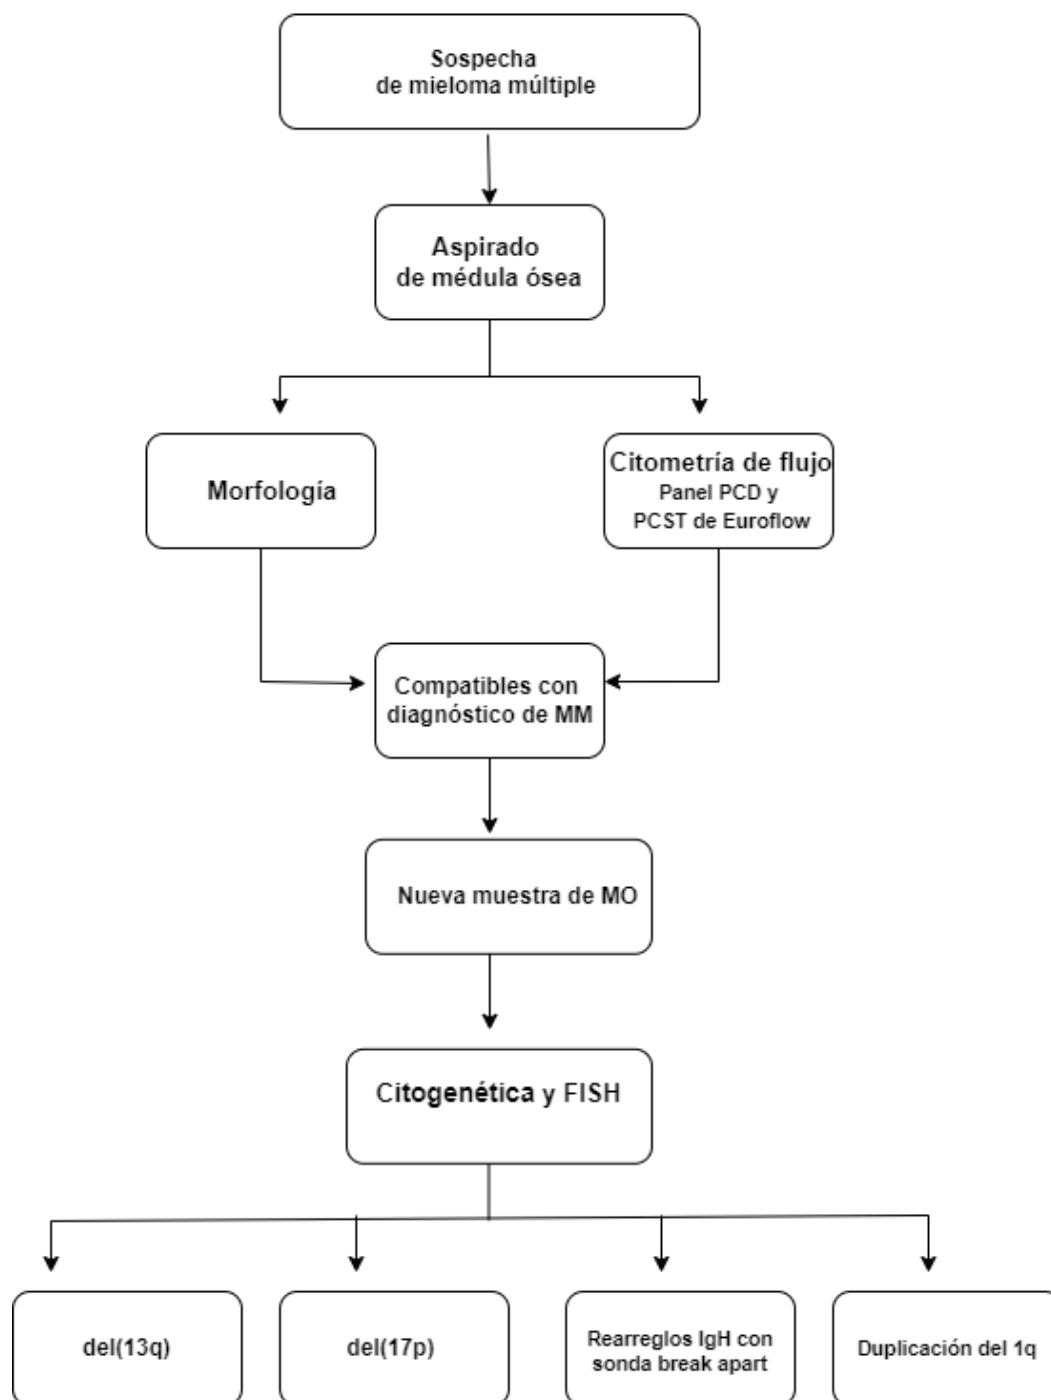 Sospecha
de mieloma múltiple
Aspirado
de médula ósea
Morfología
Citometría de flujo
Panel PCD y
PCST de Euroflow
Compatibles con
diagnóstico de MM
Nueva muestra de MO
Citogenética y FISH
del(13q)
del(17p)
Rearreglos IgH con
sonda break apart
Duplicación del 1q